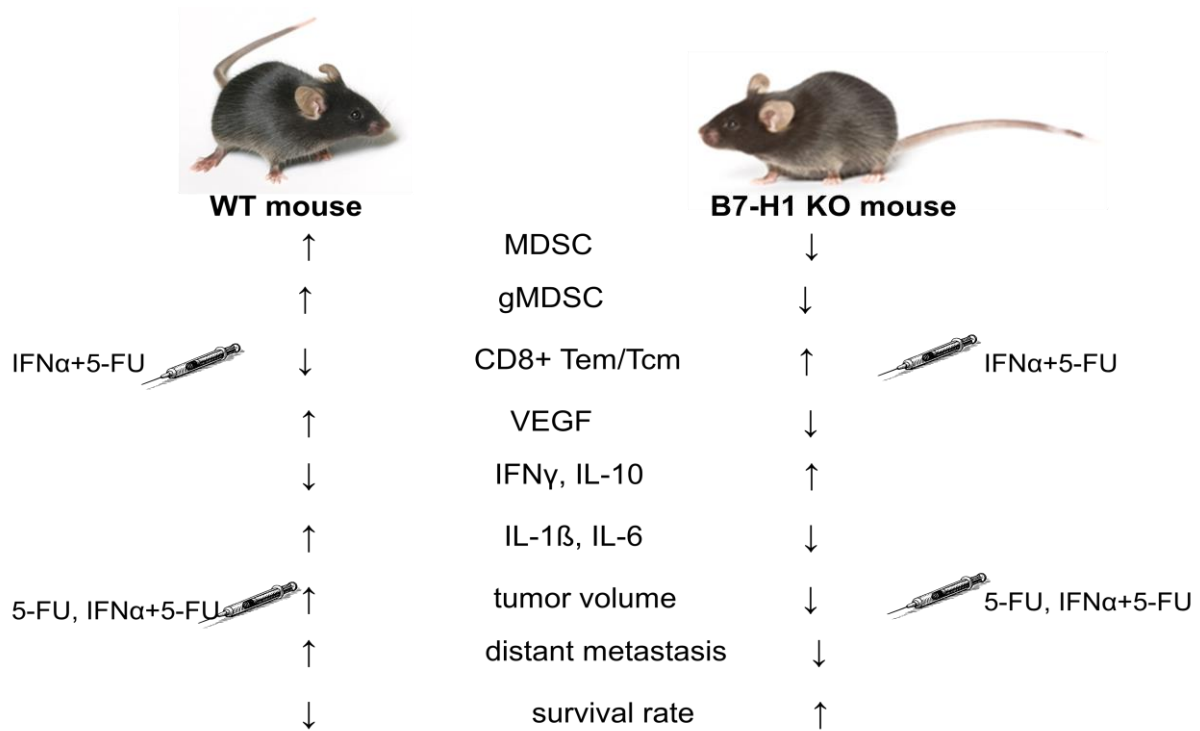 WT mouse
B7-H1 KO mouse
↑ MDSC ↓
↑ gMDSC ↓
IFNα+5-FU ↓ CD8+ Tem/Tcm ↑ IFNα+5-FU
↑ VEGF ↓
↓ IFNγ, IL-10 ↑
↑ IL-1ß, IL-6 ↓
5-FU, IFNα+5-FU ↑ tumor volume ↓ 5-FU, IFNα+5-FU
↑ distant metastasis ↓
↓ survival rate ↑